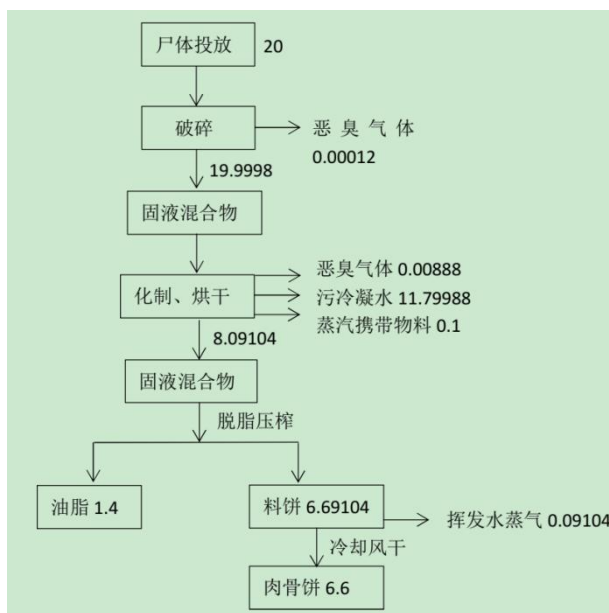 尸体投放 20
破碎
恶臭气体
0.00012
19.9998
固液混合物
化制、烘干
恶臭气体 0.00888
污冷凝水 11.79988
蒸汽携带物料 0.1
8.09104
固液混合物
脱脂压榨
油脂 1.4
料饼 6.69104
挥发水蒸气 0.09104
冷却风干
肉骨饼 6.6